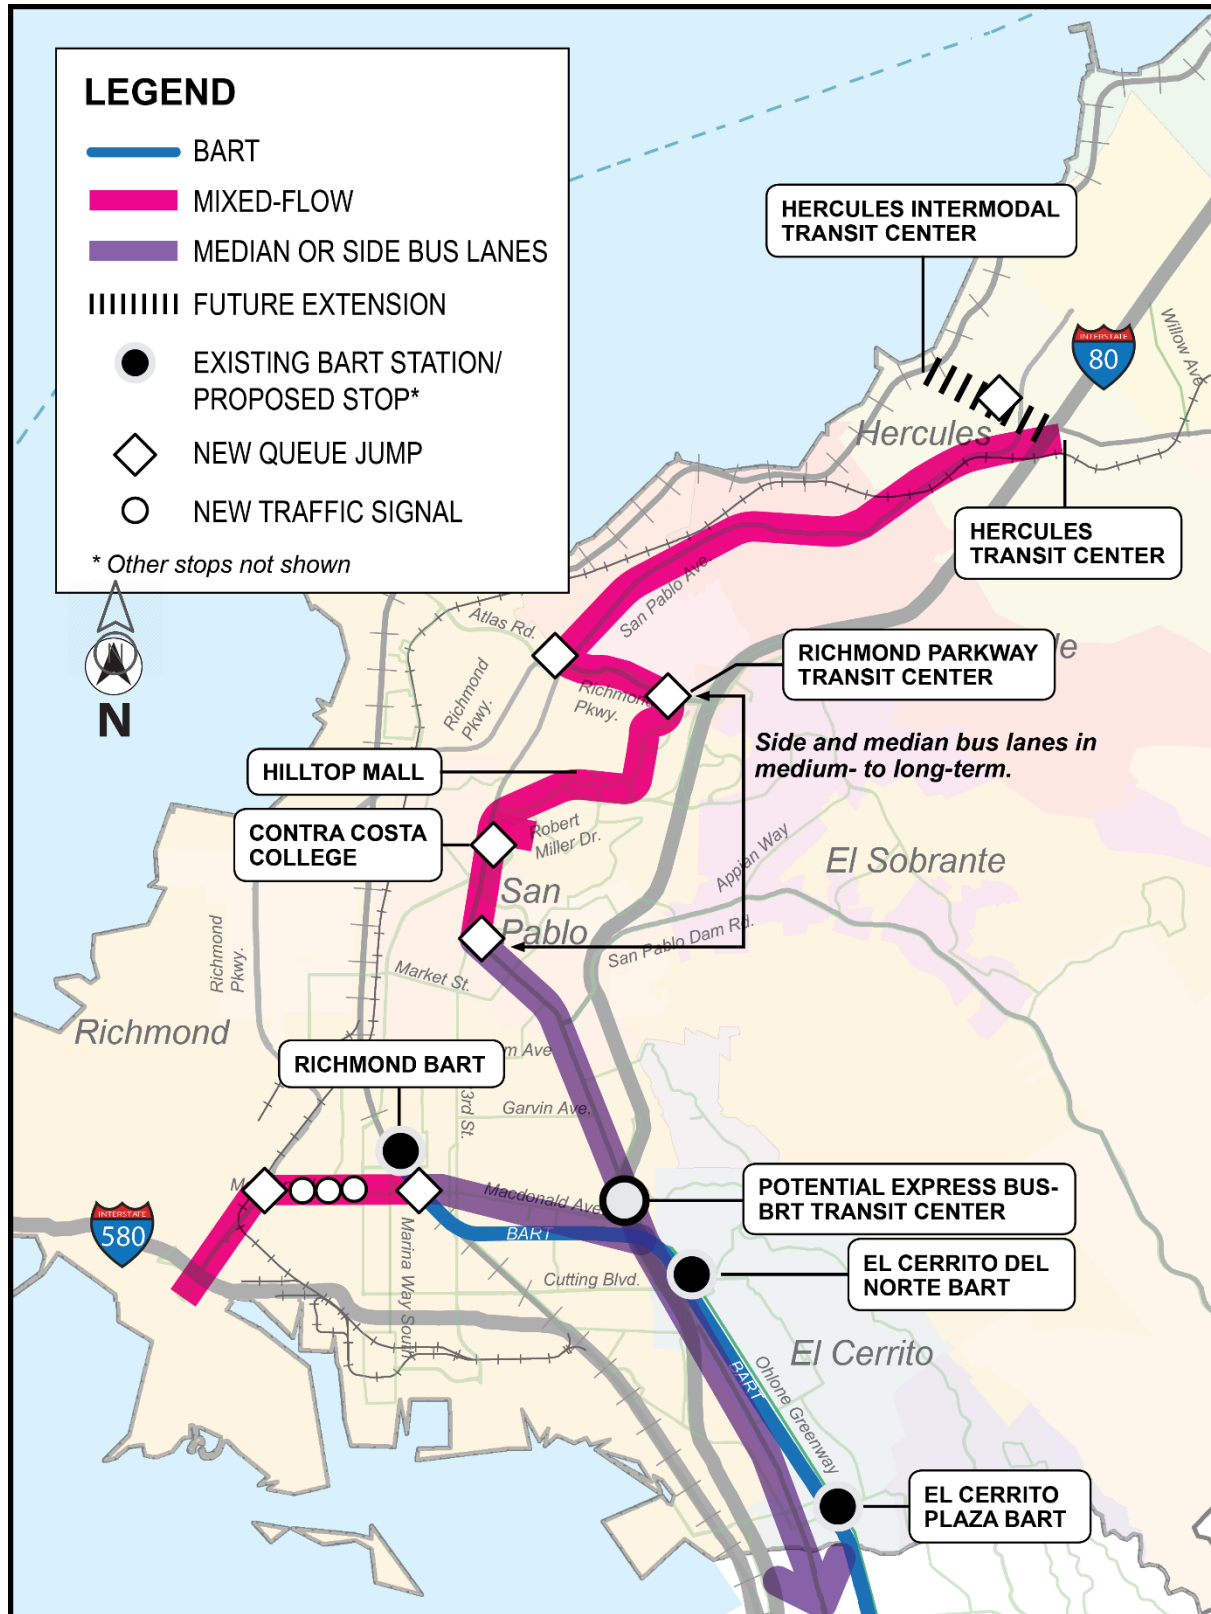 LEGEND
BART
MIXED-FLOW
MEDIAN OR SIDE BUS LANES
FUTURE EXTENSION
EXISTING BART STATION/
PROPOSED STOP*
NEW QUEUE JUMP
NEW TRAFFIC SIGNAL
* Other stops not shown
N
HERCULES INTERMODAL
TRANSIT CENTER
INTERSTATE
80
Willow Ave
Hercules
HERCULES
TRANSIT CENTER
San Pablo Ave.
Atlas Rd.
RICHMOND PARKWAY
TRANSIT CENTER
Richmond
Pkwy.
Richmond
Pkwy.
Side and median bus lanes in
medium- to long-term.
HILLTOP MALL
CONTRA COSTA
COLLEGE
Robert
Miller Dr.
Appian Way
El Sobrante
San
Pablo
San Pablo Dam Rd.
Richmond
Pkwy.
Market St.
Richmond
RICHMOND BART
m Ave
3rd St.
Garvin Ave.
Macdonald Ave
POTENTIAL EXPRESS BUS-
BRT TRANSIT CENTER
INTERSTATE
580
BART
Marina Way South
Cutting Blvd.
EL CERRITO DEL
NORTE BART
El Cerrito
BART
Ohlone Greenway
EL CERRITO
PLAZA BART